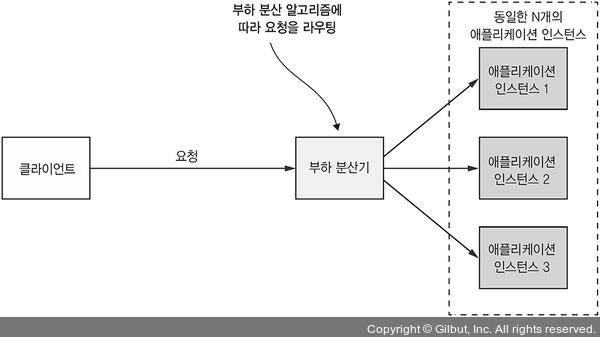 부하 분산 알고리즘에
따라 요청을 라우팅
동일한 N개의
애플리케이션 인스턴스
클라이언트
요청
부하 분산기
애플리케이션
인스턴스 1
애플리케이션
인스턴스 2
애플리케이션
인스턴스 3
Copyright © Gilbut, Inc. All rights reserved.